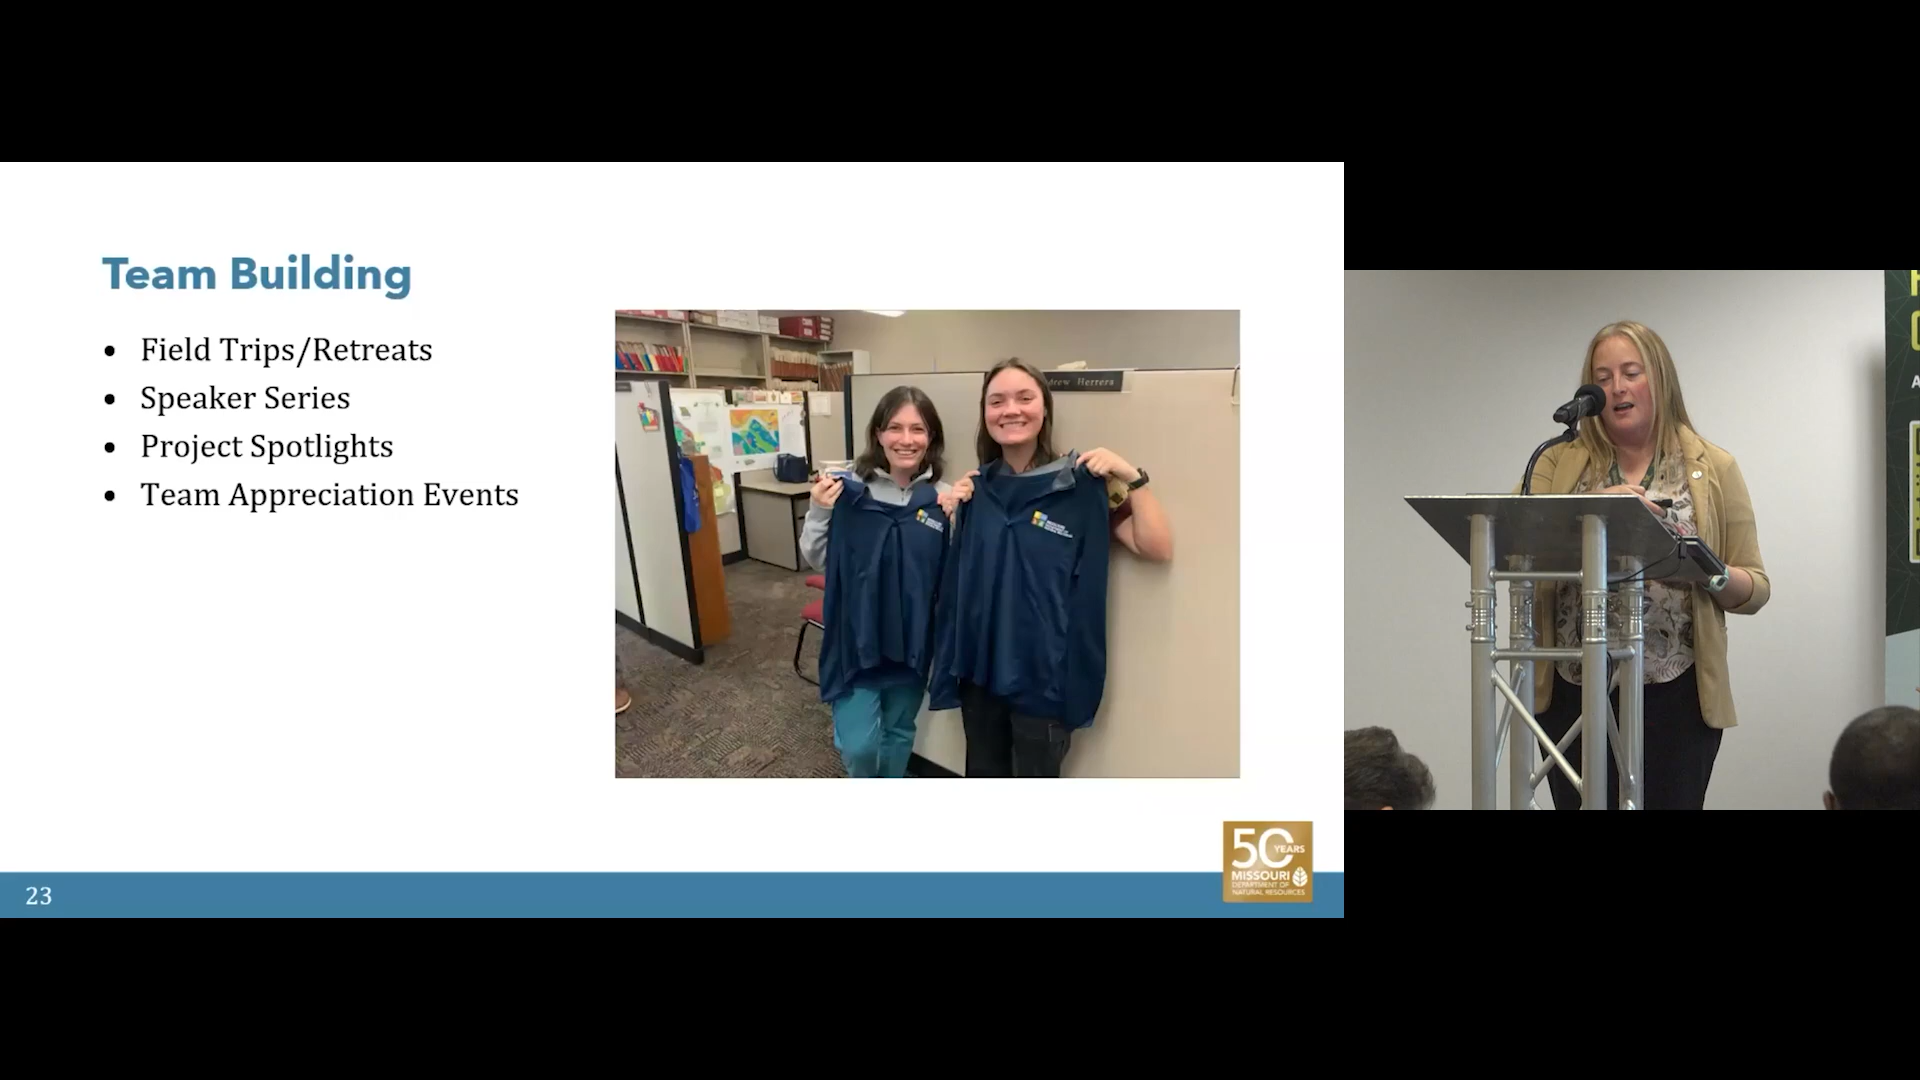 Team Building
• Field Trips/Retreats
• Speaker Series
• Project Spotlights
• Team Appreciation Events
Herrera
50
YEARS
MISSOURI
DEPARTMENT OF
NATURAL RESOURCES
23